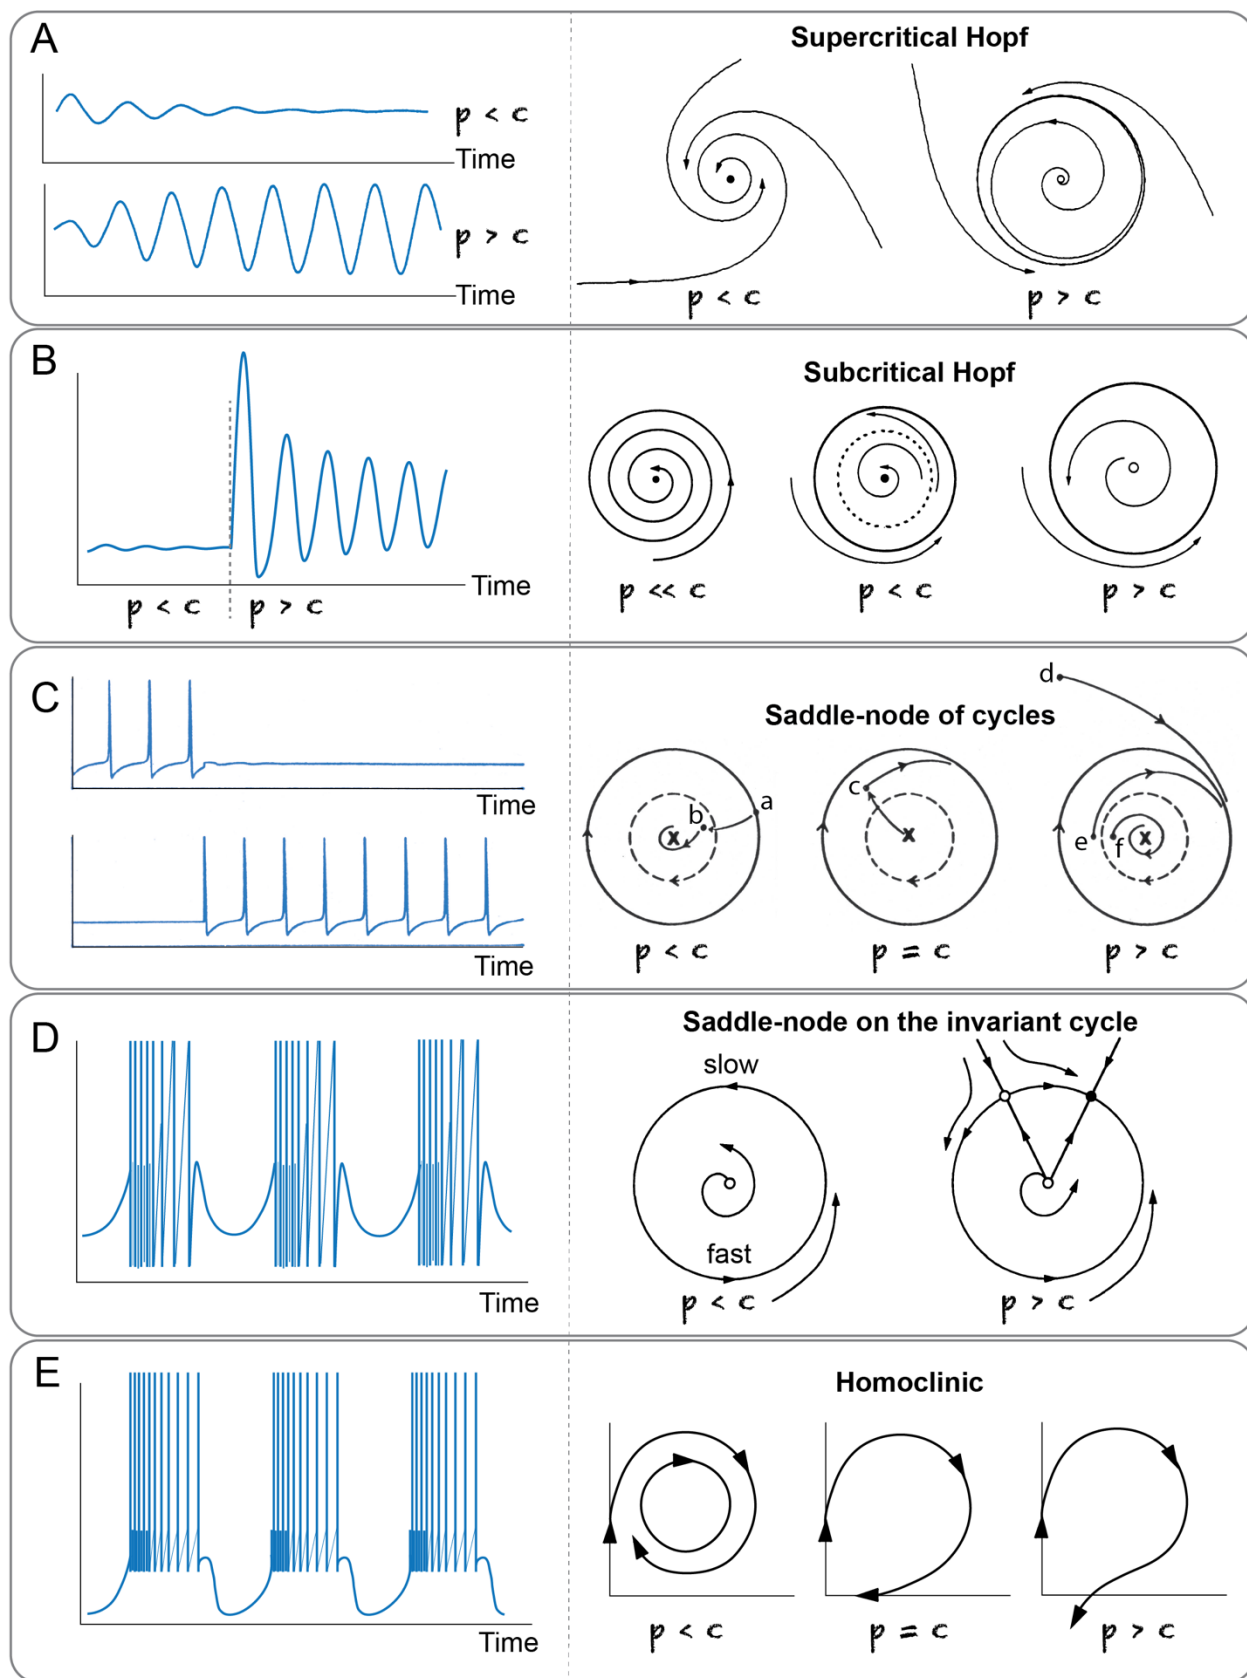 A
Supercritical Hopf
p < c
Time
p > c
Time
p < c
p > c
B
Subcritical Hopf
Time
p < c
p > c
p << c
p < c
p > c
C
Saddle-node of cycles
Time
Time
a
b
x
p < c
c
x
p = c
d
e
f
x
p > c
D
Saddle-node on the invariant cycle
Time
slow
fast
p < c
p > c
E
Homoclinic
Time
p < c
p = c
p > c